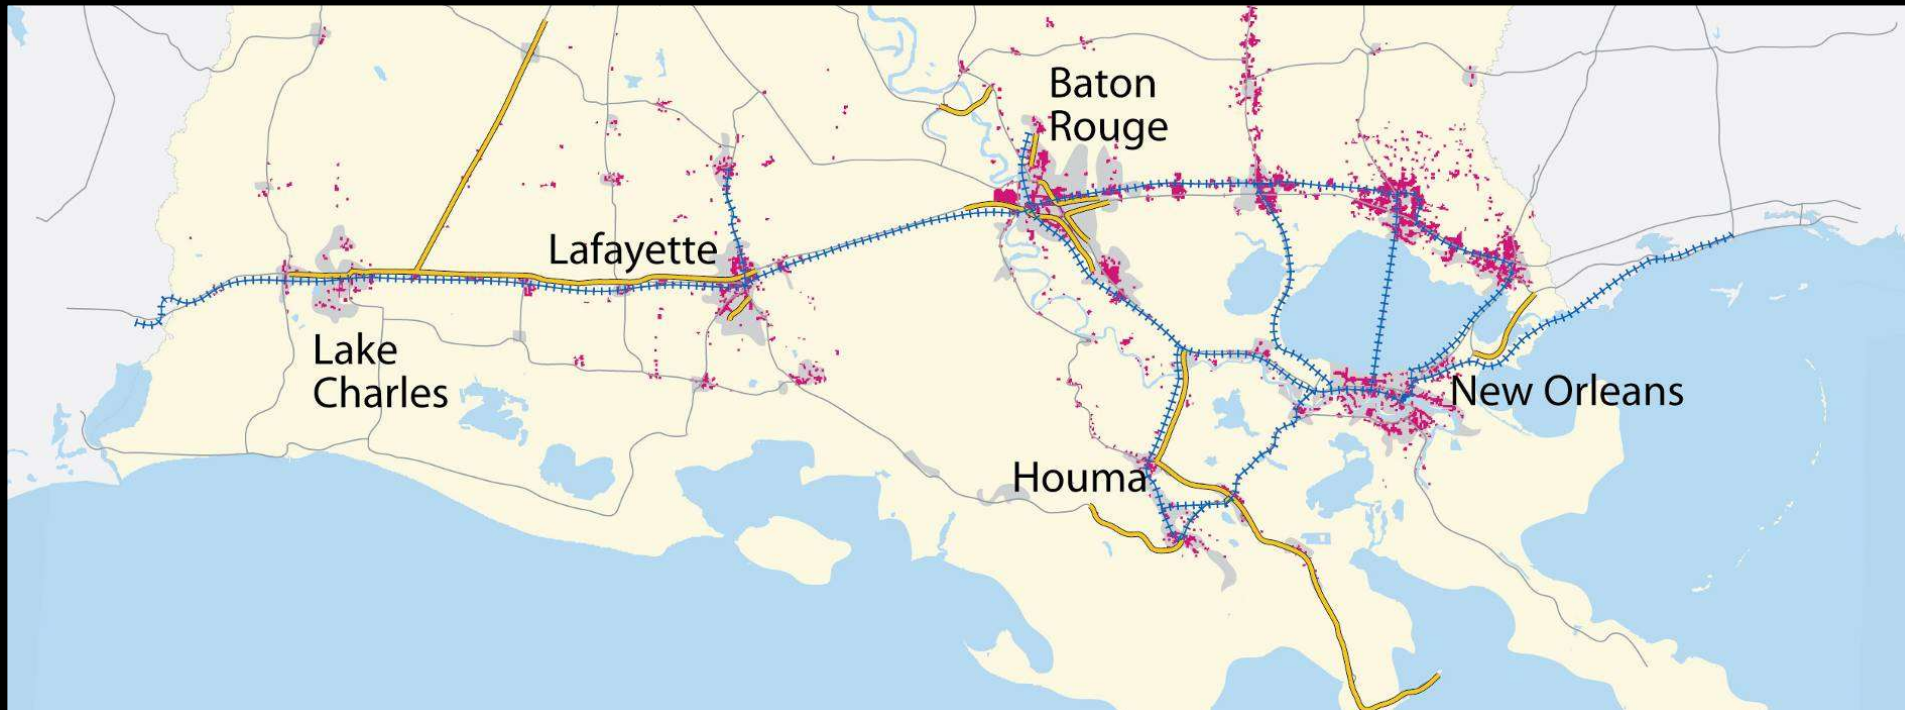 Baton
Rouge
Lafayette
Lake
Charles
New Orleans
Houma